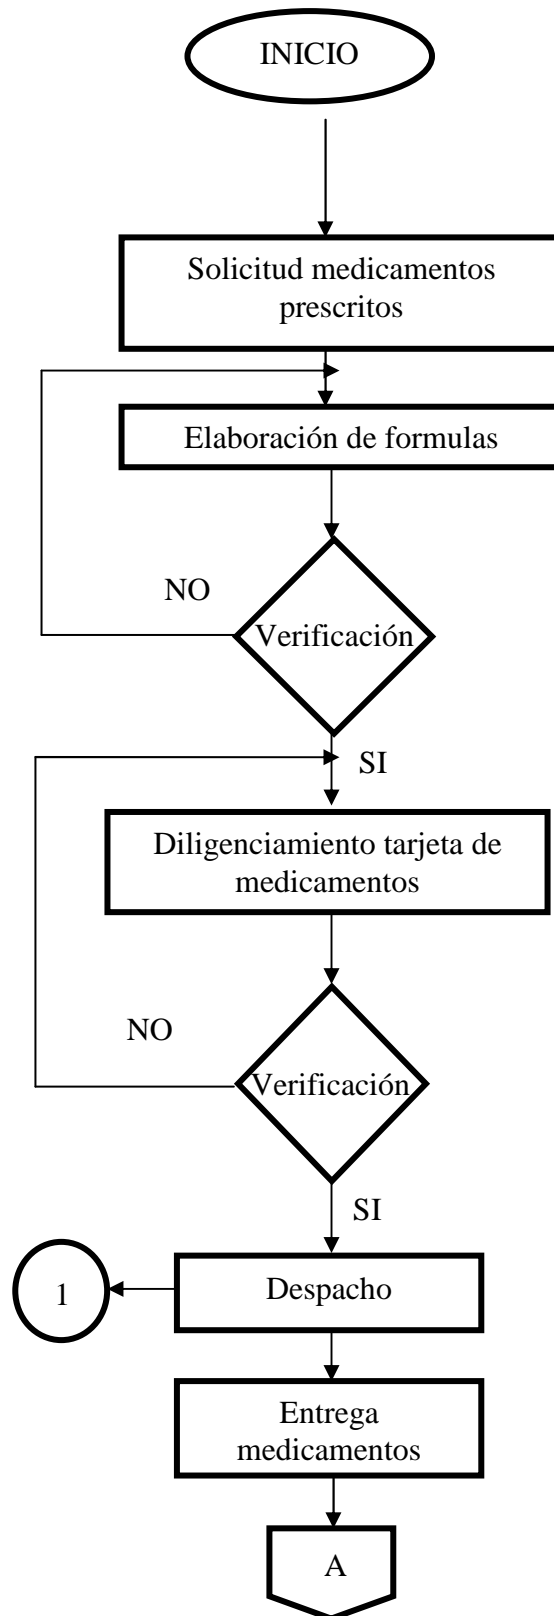 INICIO
Solicitud medicamentos
prescritos
Elaboración de formulas
NO
Verificación
SI
Diligenciamiento tarjeta de
medicamentos
NO
Verificación
SI
Despacho
1
Entrega
medicamentos
A